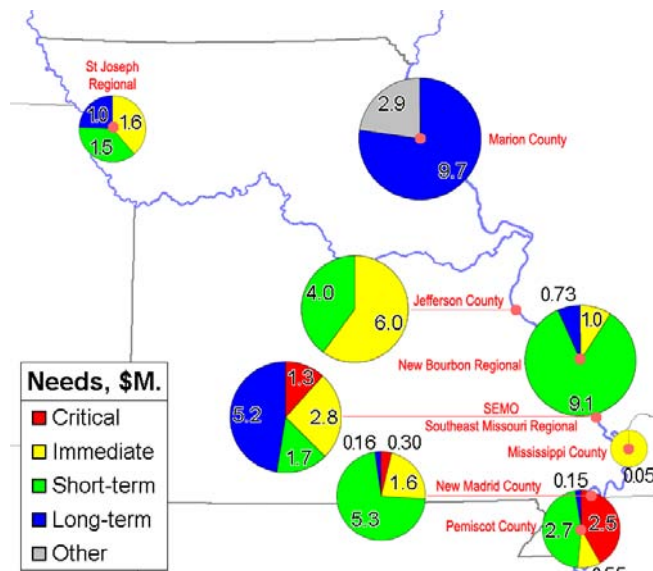 St Joseph
Regional
1.0
1.6
1.5
2.9
9.7
Marion County
4.0
6.0
Jefferson County
0.73
1.0
New Bourbon Regional
9.1
Needs, $M.
Critical
Immediate
Short-term
Long-term
Other
1.3
5.2
2.8
1.7
SEMO
Southeast Missouri Regional
Mississippi County
0.05
0.16
0.30
1.6
5.3
New Madrid County
0.15
Pemiscot County
2.7
2.5